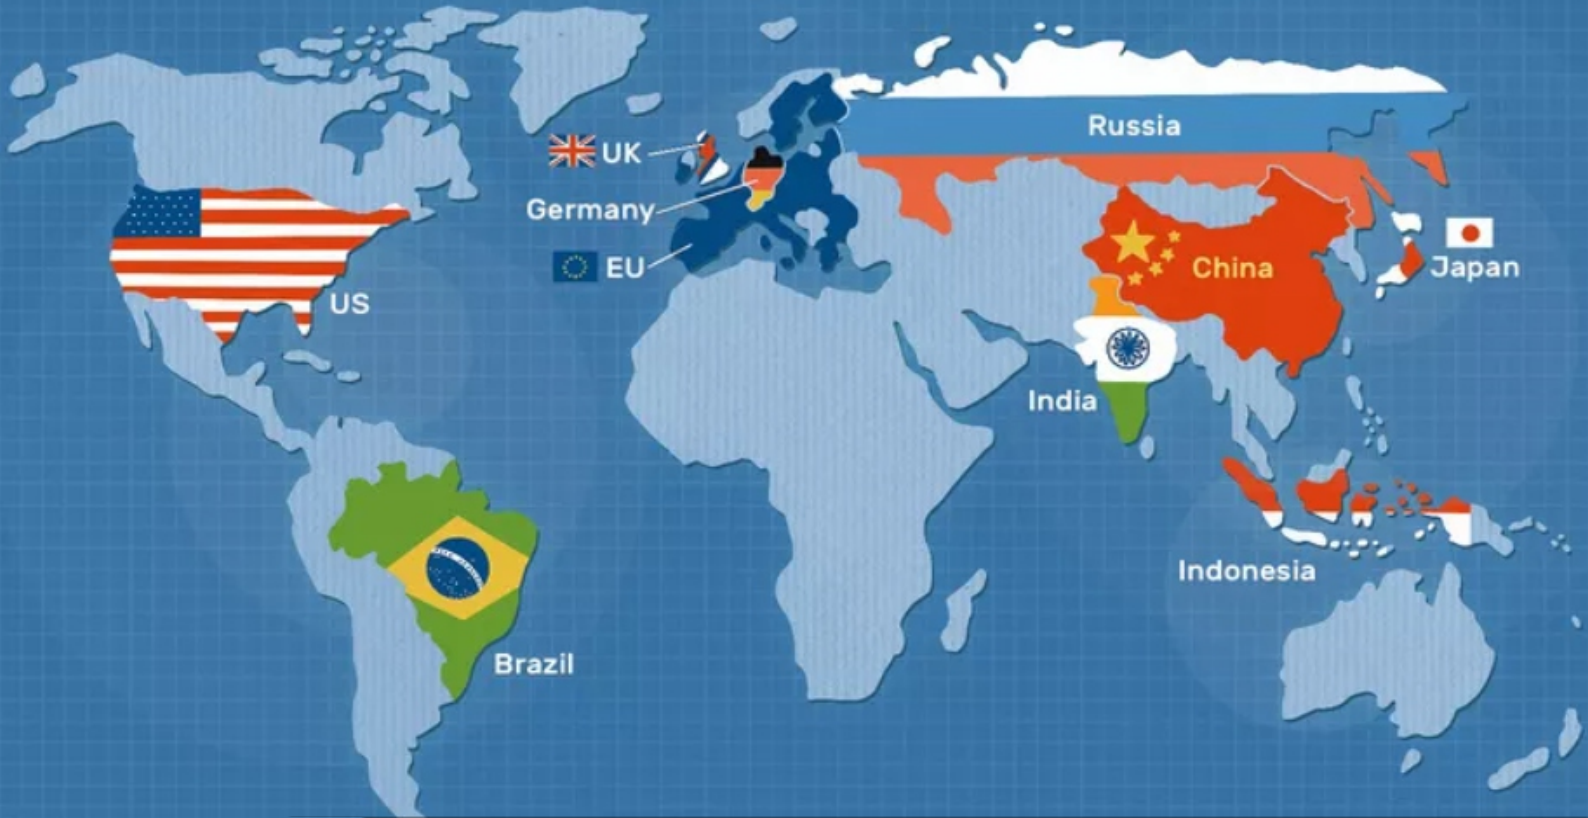 Russia
UK
Germany
EU
China
Japan
US
India
Indonesia
Brazil